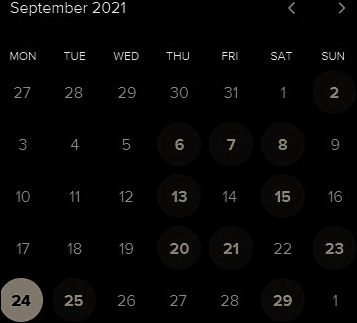 September 2021
MON TUE WED THU FRI SAT SUN
27 28 29 30 31 1 2
3 4 5 6 7 8 9
10 11 12 13 14 15 16
17 18 19 20 21 22 23
24 25 26 27 28 29 1